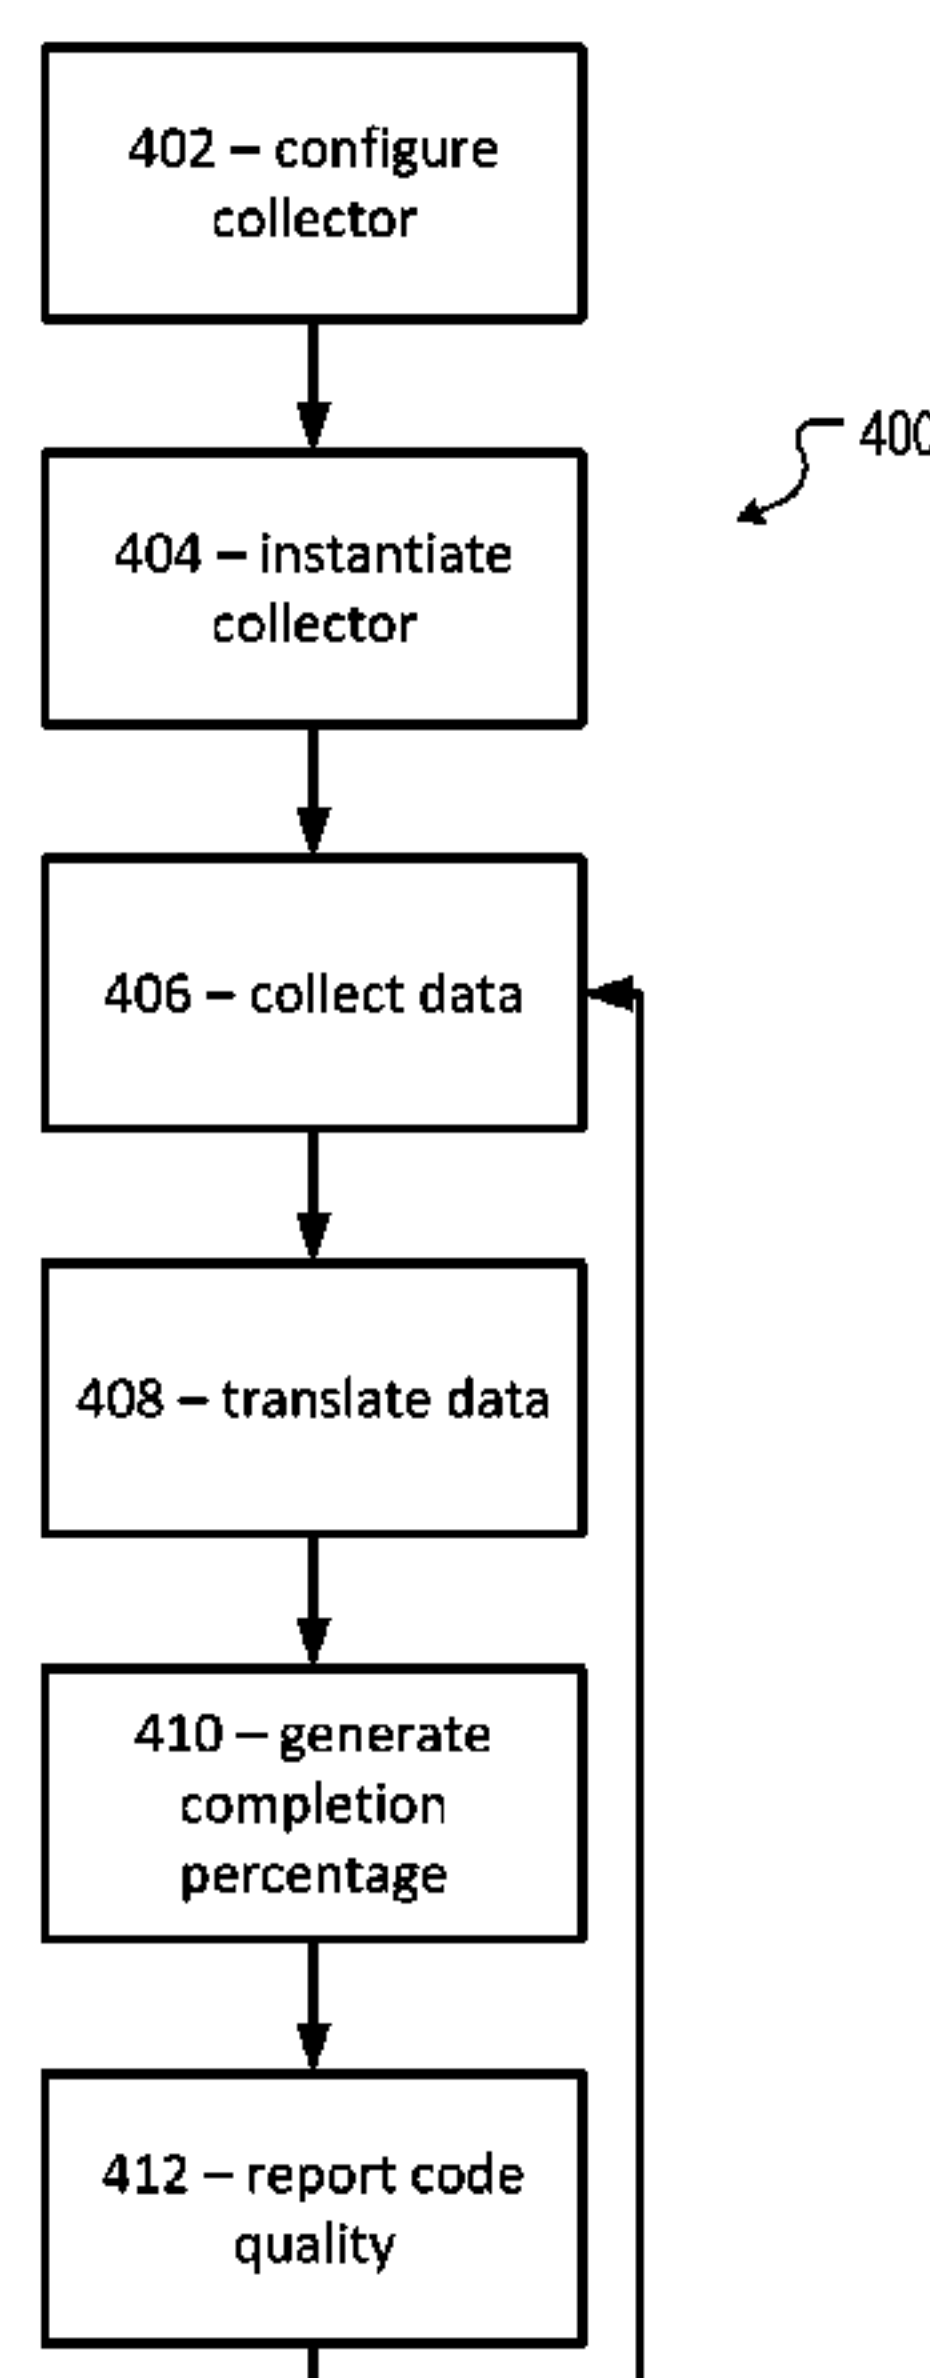 402 – configure
collector
400
404 – instantiate
collector
406 – collect data
408 – translate data
410 – generate
completion
percentage
412 – report code
quality